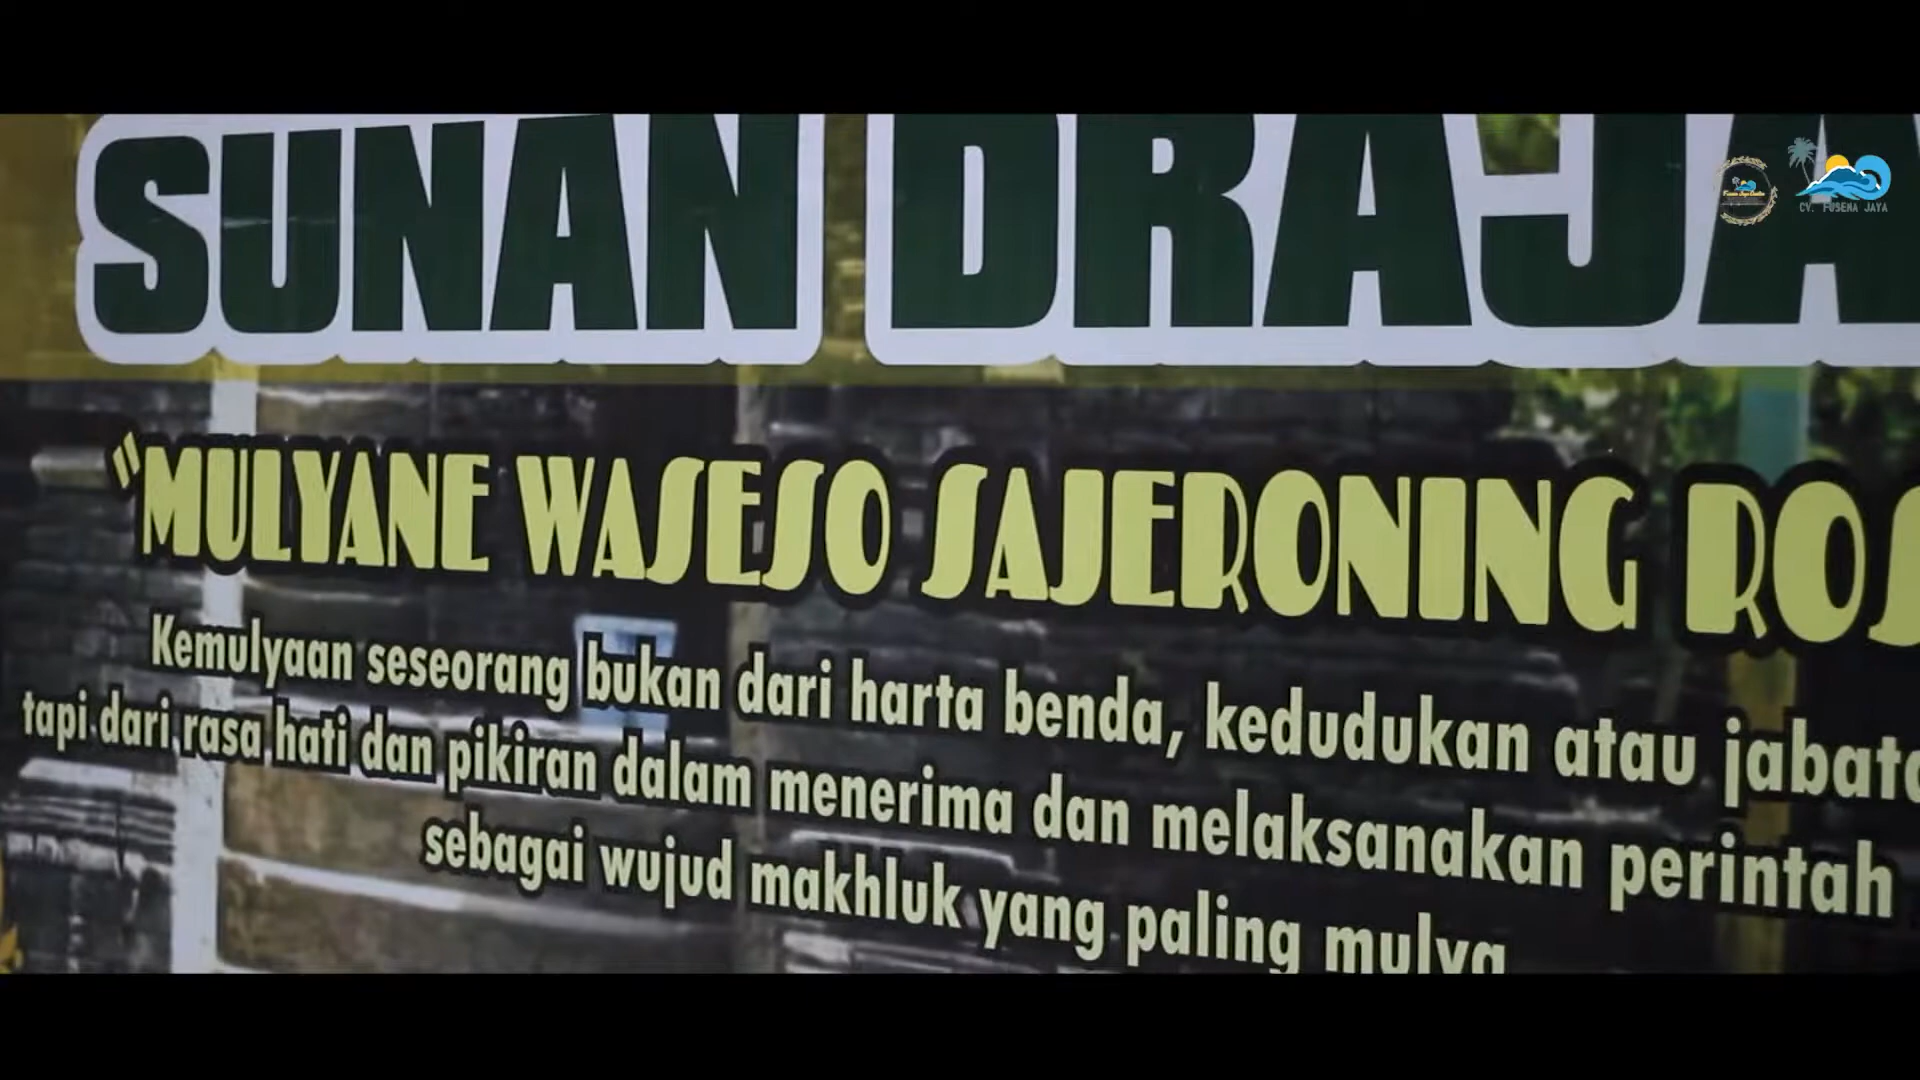 SUNAN DRAJA
"MULYANE WASESO SAJERONING ROS
Kemulyaan seseorang bukan dari harta benda, kedudukan atau jabata
tapi dari rasa hati dan pikiran dalam menerima dan melaksanakan perintah
sebagai wujud makhluk yang paling mulya
CV. FUSENA JAYA